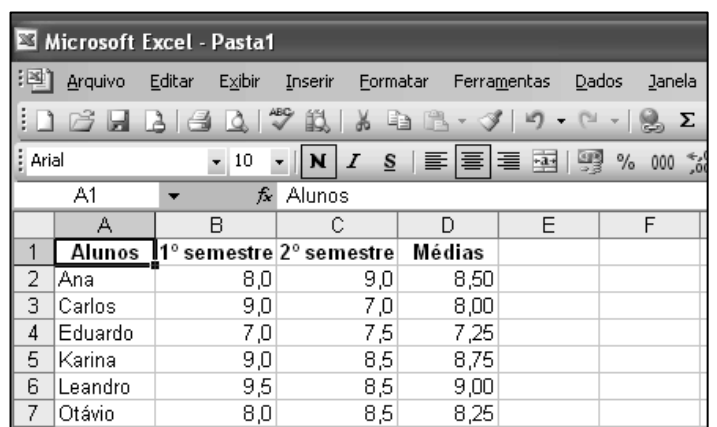 Microsoft Excel - Pasta1
Arquivo Editar Exibir Inserir Formatar Ferramentas Dados Janela
ABC Σ
Arial 10 N I S % 000
A1 fx Alunos
A B C D E F
1 Alunos 1º semestre 2º semestre Médias
2 Ana 8,0 9,0 8,50
3 Carlos 9,0 7,0 8,00
4 Eduardo 7,0 7,5 7,25
5 Karina 9,0 8,5 8,75
6 Leandro 9,5 8,5 9,00
7 Otávio 8,0 8,5 8,25